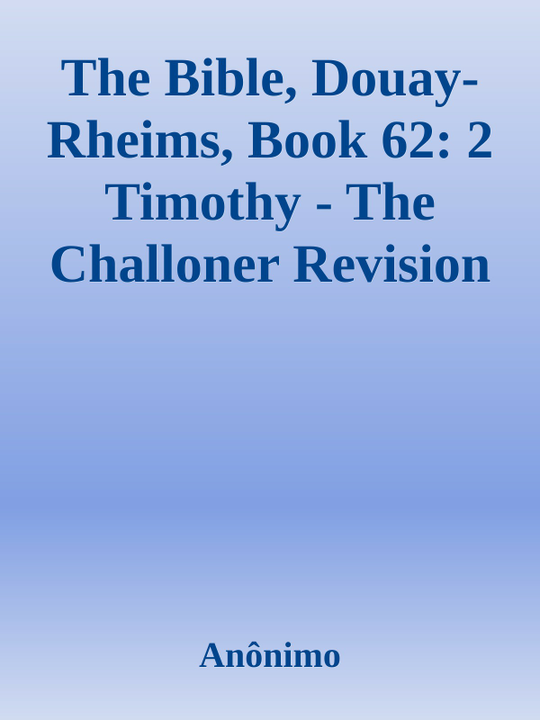 The Bible, Douay-
Rheims, Book 62: 2
Timothy - The
Challoner Revision
Anônimo